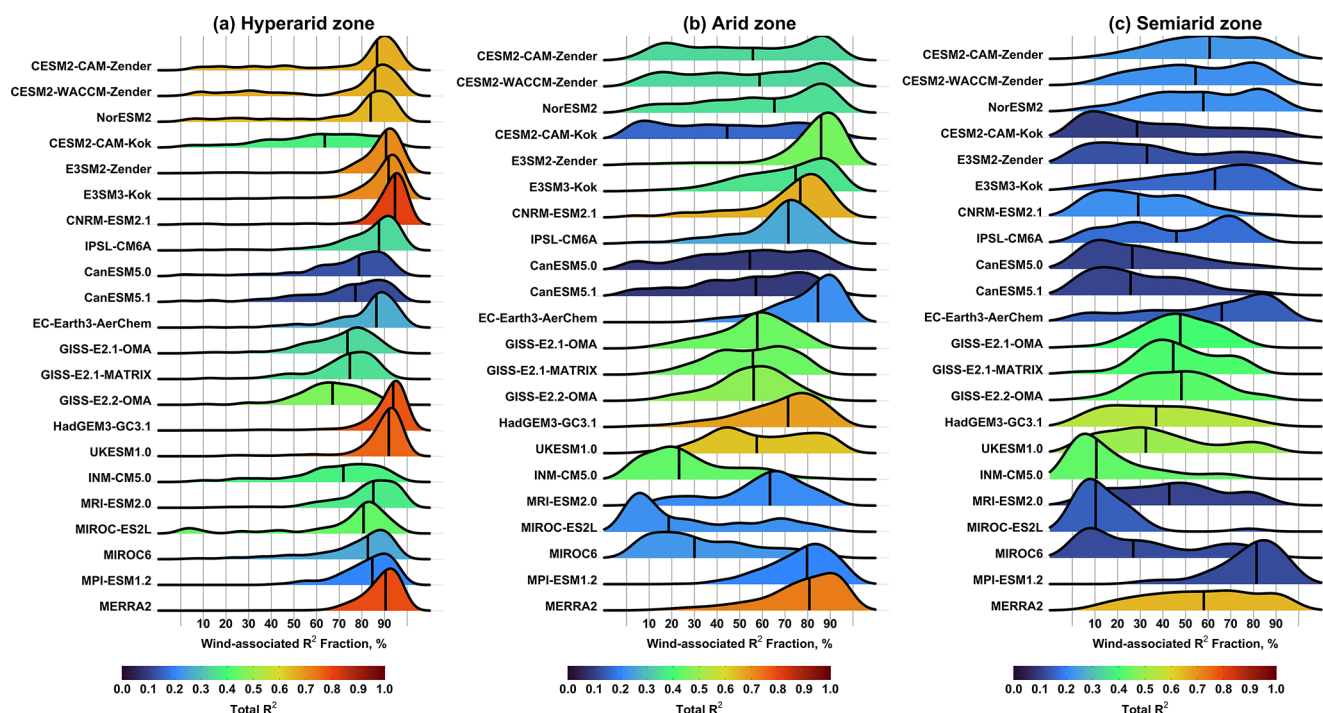 (a) Hyperarid zone
CESM2-CAM-Zender
CESM2-WACCM-Zender
NorESM2
CESM2-CAM-Kok
E3SM2-Zender
E3SM3-Kok
CNRM-ESM2.1
IPSL-CM6A
CanESM5.0
CanESM5.1
EC-Earth3-AerChem
GISS-E2.1-OMA
GISS-E2.1-MATRIX
GISS-E2.2-OMA
HadGEM3-GC3.1
UKESM1.0
INM-CM5.0
MRI-ESM2.0
MIROC-ES2L
MIROC6
MPI-ESM1.2
MERRA2
10 20 30 40 50 60 70 80 90
Wind-associated R² Fraction, %
0.0 0.1 0.2 0.3 0.4 0.5 0.6 0.7 0.8 0.9 1.0
Total R²
(b) Arid zone
CESM2-CAM-Zender
CESM2-WACCM-Zender
NorESM2
CESM2-CAM-Kok
E3SM2-Zender
E3SM3-Kok
CNRM-ESM2.1
IPSL-CM6A
CanESM5.0
CanESM5.1
EC-Earth3-AerChem
GISS-E2.1-OMA
GISS-E2.1-MATRIX
GISS-E2.2-OMA
HadGEM3-GC3.1
UKESM1.0
INM-CM5.0
MRI-ESM2.0
MIROC-ES2L
MIROC6
MPI-ESM1.2
MERRA2
10 20 30 40 50 60 70 80 90
Wind-associated R² Fraction, %
0.0 0.1 0.2 0.3 0.4 0.5 0.6 0.7 0.8 0.9 1.0
Total R²
(c) Semiarid zone
CESM2-CAM-Zender
CESM2-WACCM-Zender
NorESM2
CESM2-CAM-Kok
E3SM2-Zender
E3SM3-Kok
CNRM-ESM2.1
IPSL-CM6A
CanESM5.0
CanESM5.1
EC-Earth3-AerChem
GISS-E2.1-OMA
GISS-E2.1-MATRIX
GISS-E2.2-OMA
HadGEM3-GC3.1
UKESM1.0
INM-CM5.0
MRI-ESM2.0
MIROC-ES2L
MIROC6
MPI-ESM1.2
MERRA2
10 20 30 40 50 60 70 80 90
Wind-associated R² Fraction, %
0.0 0.1 0.2 0.3 0.4 0.5 0.6 0.7 0.8 0.9 1.0
Total R²